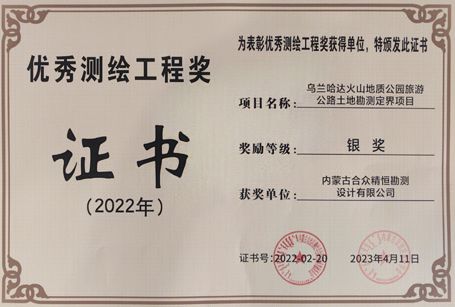 优秀测绘工程奖
证书
(2022年)
为表彰优秀测绘工程奖获得单位，特颁发此证书
项目名称：
乌兰哈达火山地质公园旅游
公路土地勘测定界项目
奖励等级：
银 奖
获奖单位：
内蒙古合众精恒勘测
设计有限公司
证书号：2022-02-20
2023年4月11日